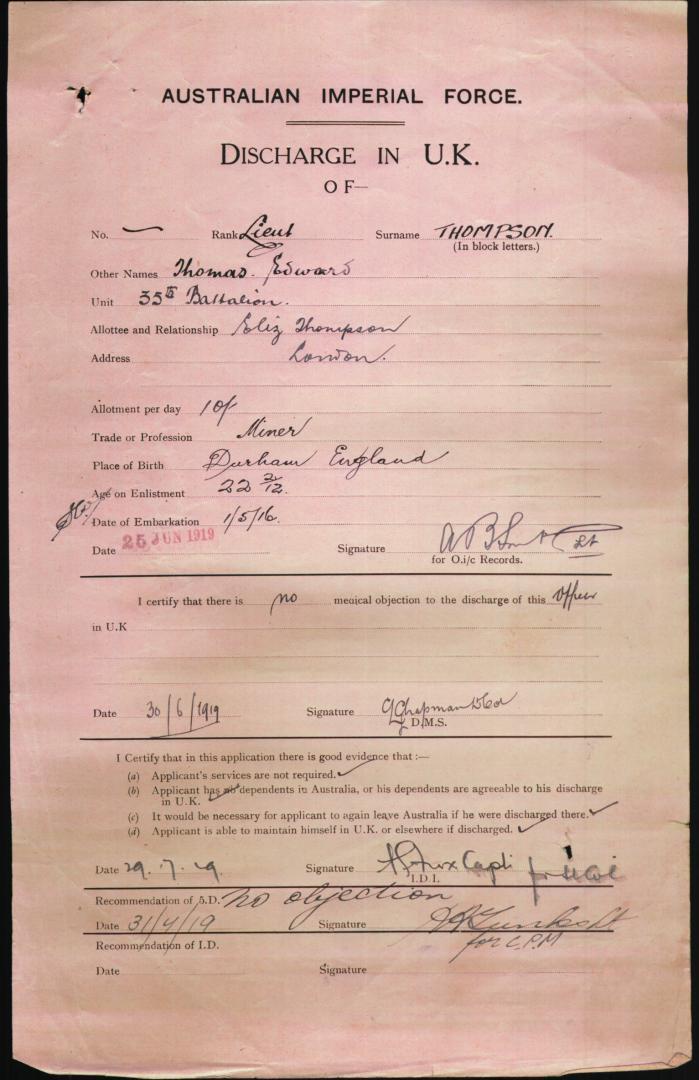 AUSTRALIAN IMPERIAL FORCE.
DISCHARGE IN U.K.
OF—
No. — Rank Lieut Surname THOMPSON.
(In block letters.)
Other Names Thomas. Edward
Unit 35th Battalion.
Allottee and Relationship Eliz Thompson
Address London.
Allotment per day 10/
Trade or Profession Miner
Place of Birth Durham England
Age on Enlistment 22 2/12.
Date of Embarkation 1/5/16.
Date 25 JUN 1919 Signature Lt
for O.i/c Records.
I certify that there is no medical objection to the discharge of this Officer
in U.K
Date 30/6/1919 Signature Chapman
D.M.S.
I Certify that in this application there is good evidence that :—
(a) Applicant's services are not required.
(b) Applicant has no dependents in Australia, or his dependents are agreeable to his discharge
in U.K.
(c) It would be necessary for applicant to again leave Australia if he were discharged there.
(d) Applicant is able to maintain himself in U.K. or elsewhere if discharged.
Date 29.7.19. Signature Capt for
I.D.I.
Recommendation of S.D. No objection
Date 31/7/19 Signature Lt
for C.P.M
Recommendation of I.D.
Date Signature